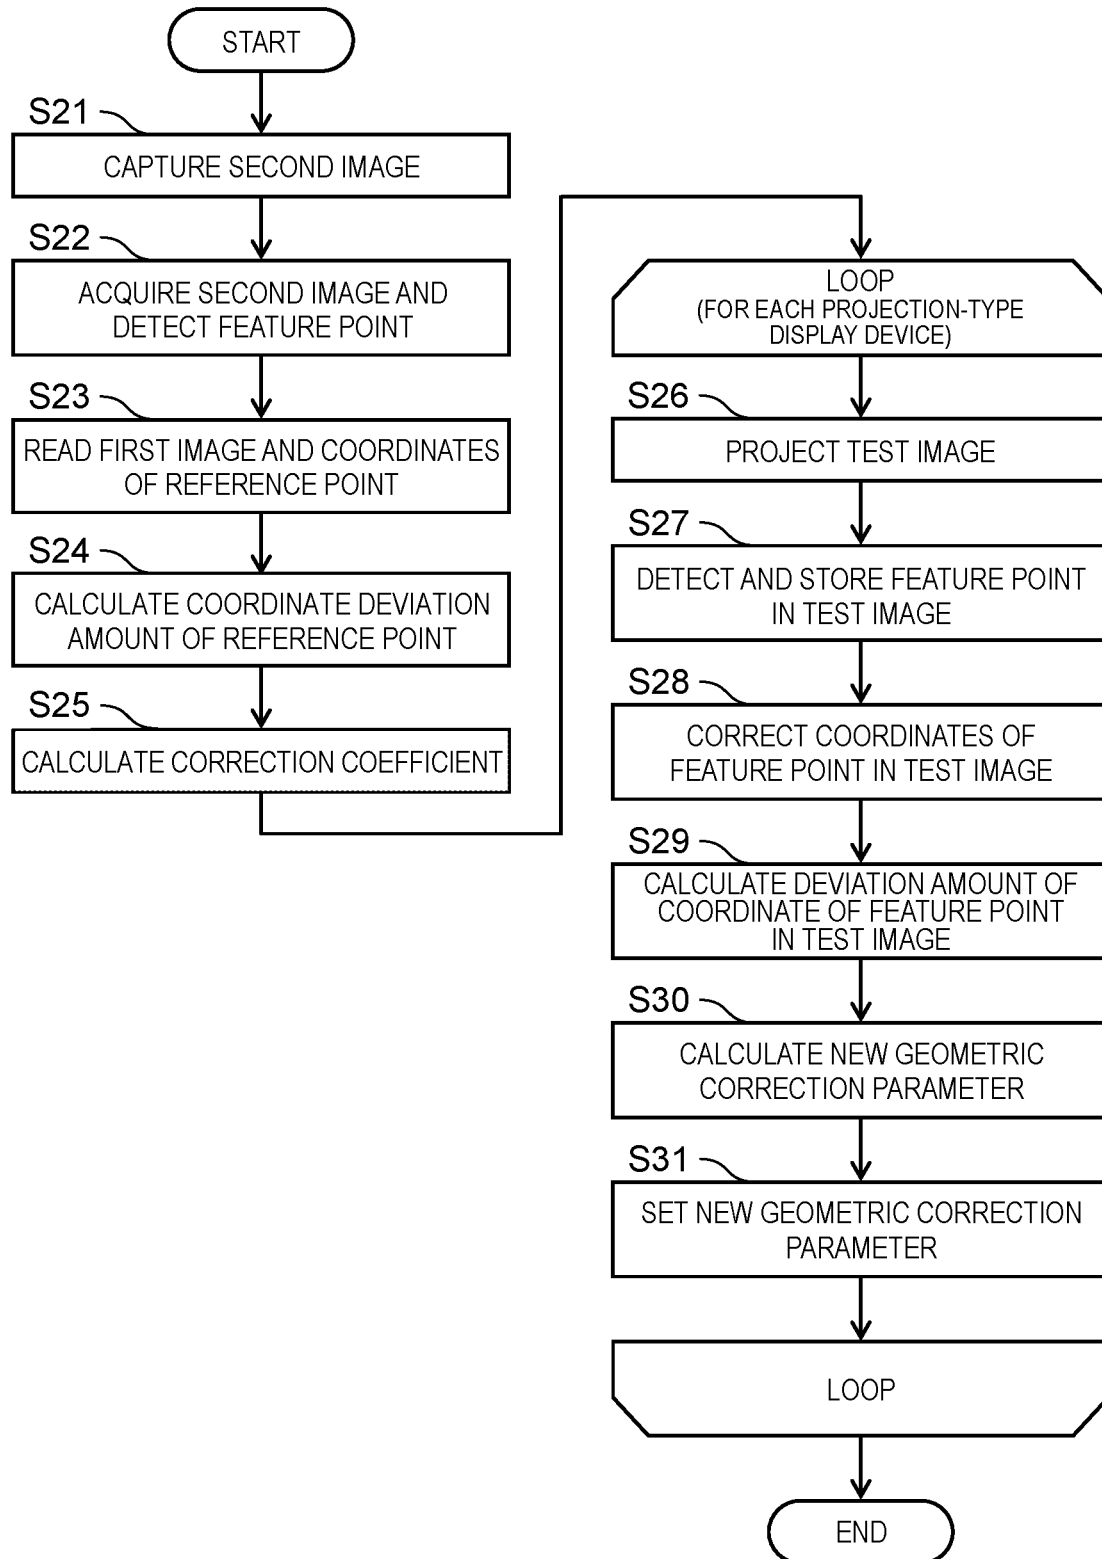 START
S21
CAPTURE SECOND IMAGE
S22
ACQUIRE SECOND IMAGE AND
DETECT FEATURE POINT
S23
READ FIRST IMAGE AND COORDINATES
OF REFERENCE POINT
S24
CALCULATE COORDINATE DEVIATION
AMOUNT OF REFERENCE POINT
S25
CALCULATE CORRECTION COEFFICIENT
LOOP
(FOR EACH PROJECTION-TYPE
DISPLAY DEVICE)
S26
PROJECT TEST IMAGE
S27
DETECT AND STORE FEATURE POINT
IN TEST IMAGE
S28
CORRECT COORDINATES OF
FEATURE POINT IN TEST IMAGE
S29
CALCULATE DEVIATION AMOUNT OF
COORDINATE OF FEATURE POINT
IN TEST IMAGE
S30
CALCULATE NEW GEOMETRIC
CORRECTION PARAMETER
S31
SET NEW GEOMETRIC CORRECTION
PARAMETER
LOOP
END